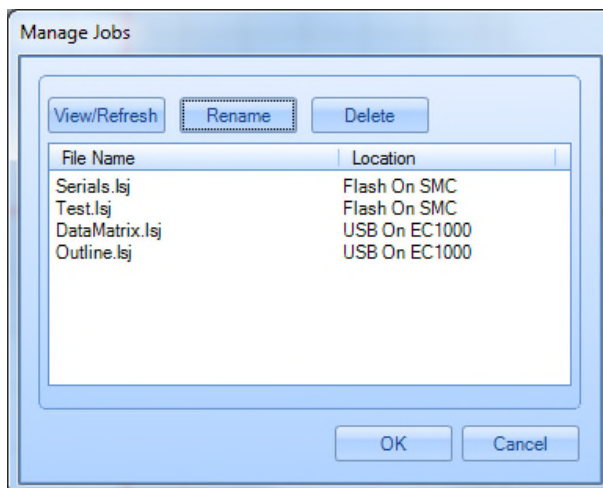 Manage Jobs
View/Refresh Rename Delete
File Name Location
Serials.lsj Flash On SMC
Test.lsj Flash On SMC
DataMatrix.lsj USB On EC1000
Outline.lsj USB On EC1000
OK Cancel